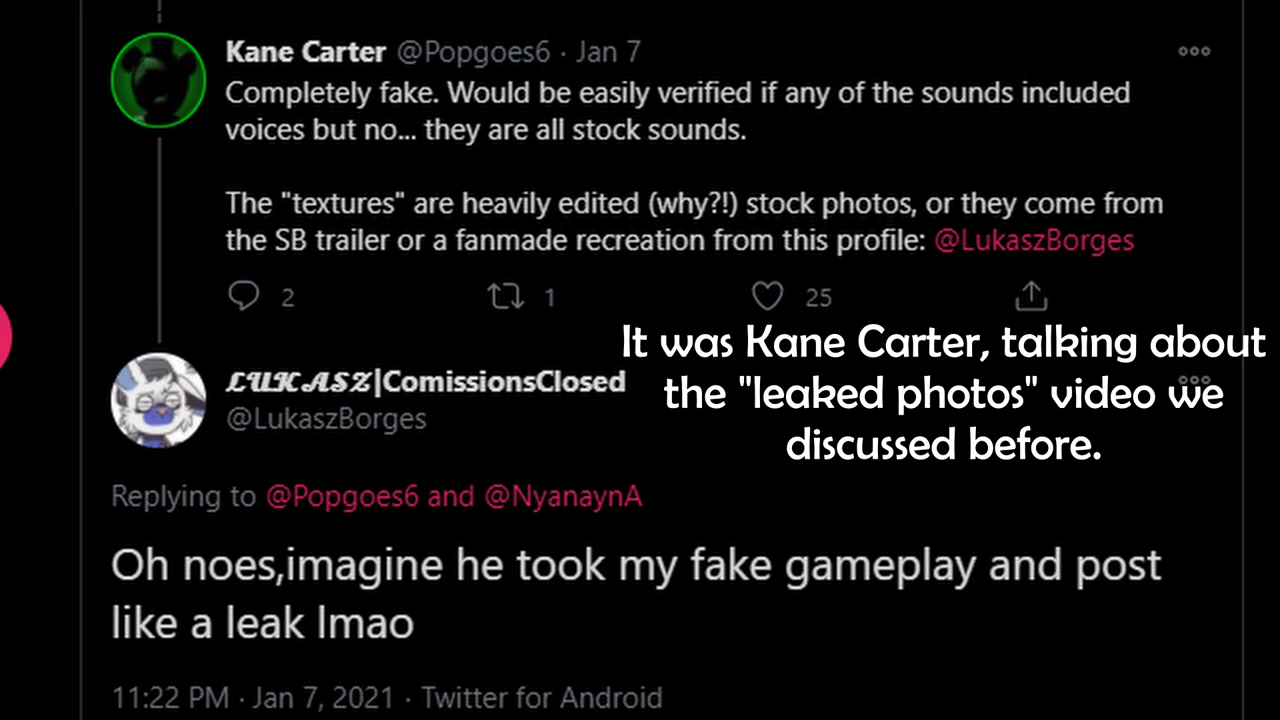 Kane Carter @Popgoes6 · Jan 7
Completely fake. Would be easily verified if any of the sounds included
voices but no... they are all stock sounds.
The "textures" are heavily edited (why?!) stock photos, or they come from
the SB trailer or a fanmade recreation from this profile: @LukaszBorges
2 1 25
It was Kane Carter, talking about
the "leaked photos" video we
discussed before.
𝓛𝓤𝓚𝓐𝓢𝓩|ComissionsClosed
@LukaszBorges
Replying to @Popgoes6 and @NyanaynA
Oh noes,imagine he took my fake gameplay and post
like a leak lmao
11:22 PM · Jan 7, 2021 · Twitter for Android